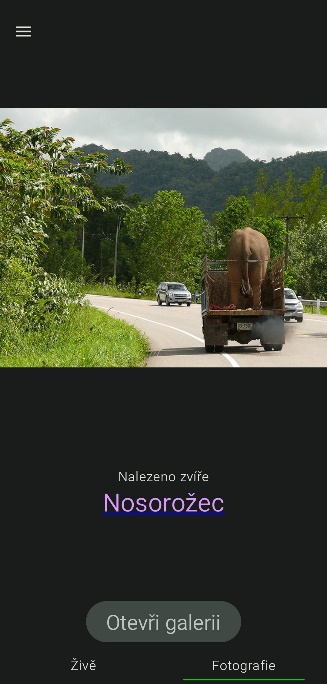 Nalezeno zvíře
Nosorožec
Otevři galerii
Živě
Fotografie